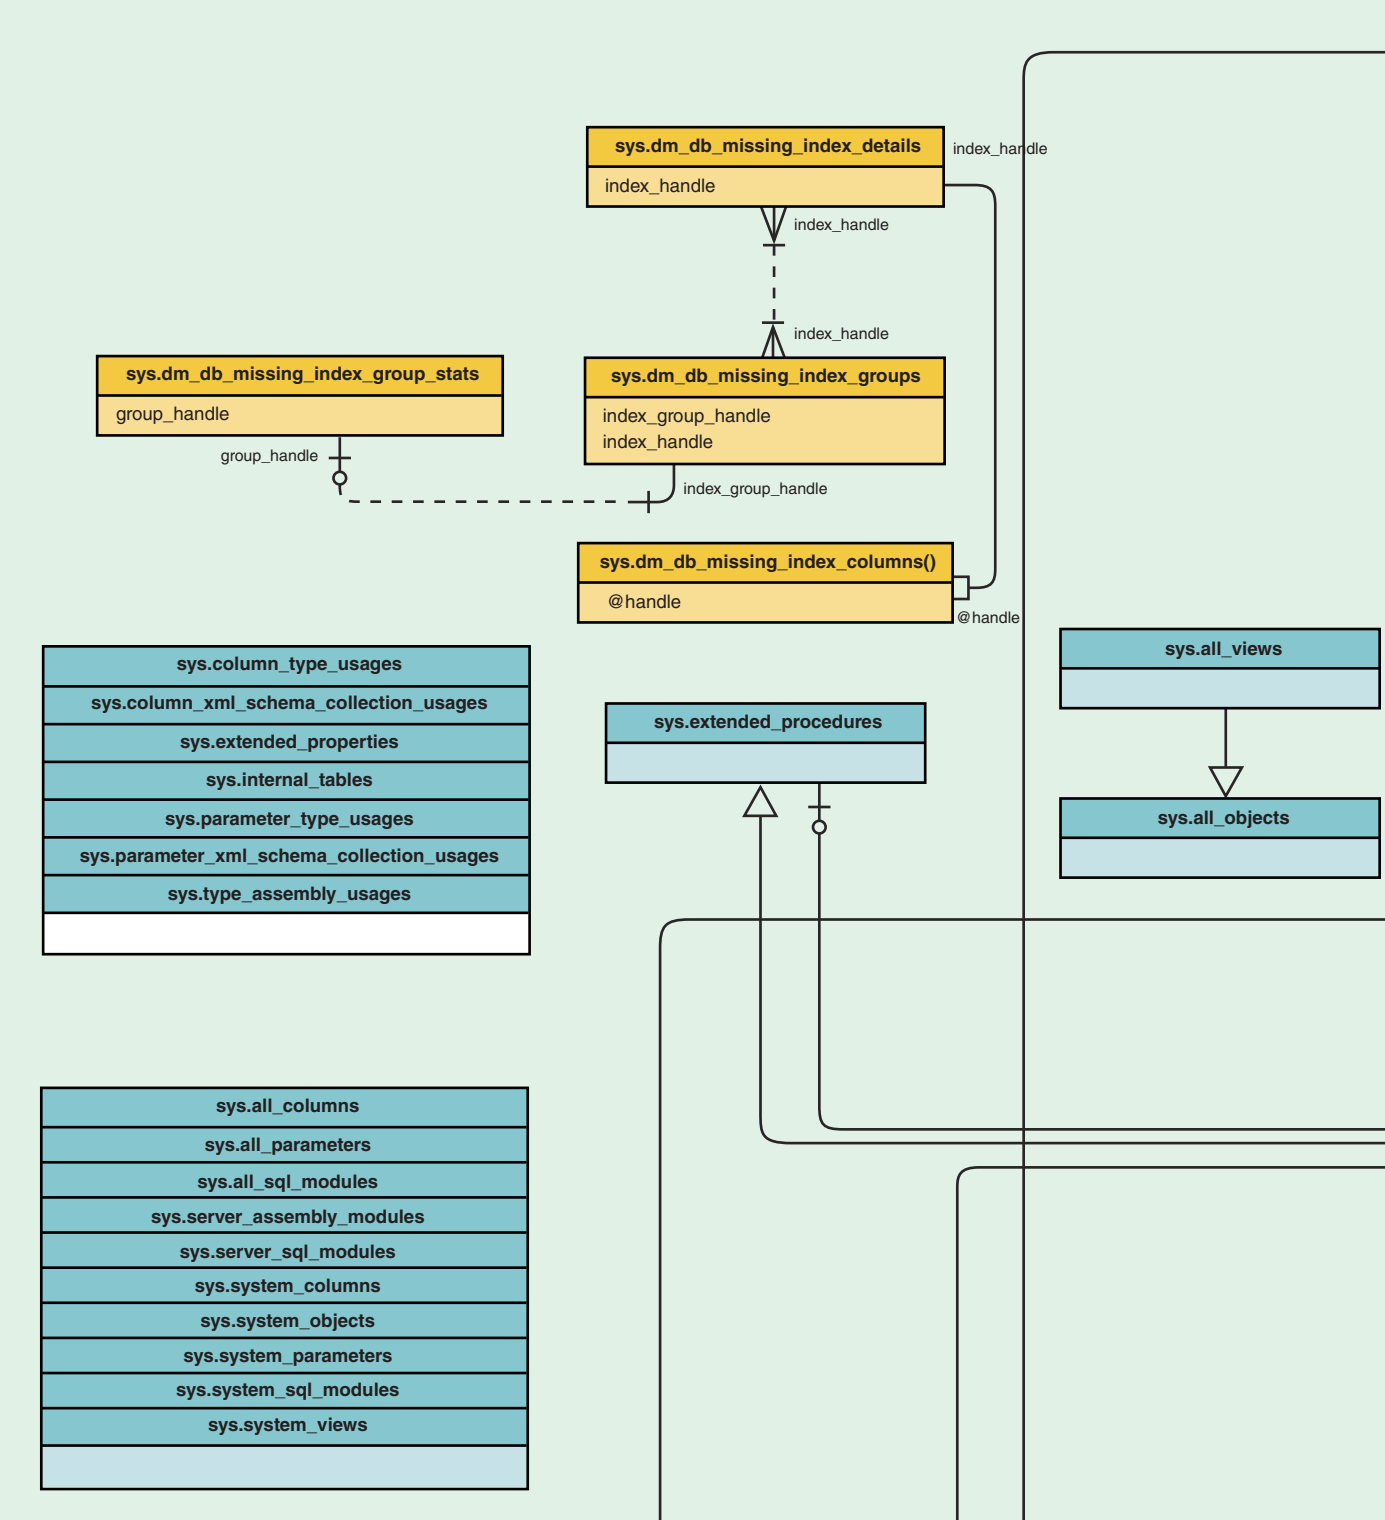 sys.dm_db_missing_index_details
index_handle
index_handle
index_handle
index_handle
sys.dm_db_missing_index_group_stats
group_handle
group_handle
sys.dm_db_missing_index_groups
index_group_handle
index_handle
index_group_handle
sys.dm_db_missing_index_columns()
@handle
@handle
sys.column_type_usages
sys.column_xml_schema_collection_usages
sys.extended_properties
sys.internal_tables
sys.parameter_type_usages
sys.parameter_xml_schema_collection_usages
sys.type_assembly_usages
sys.extended_procedures
sys.all_views
sys.all_objects
sys.all_columns
sys.all_parameters
sys.all_sql_modules
sys.server_assembly_modules
sys.server_sql_modules
sys.system_columns
sys.system_objects
sys.system_parameters
sys.system_sql_modules
sys.system_views